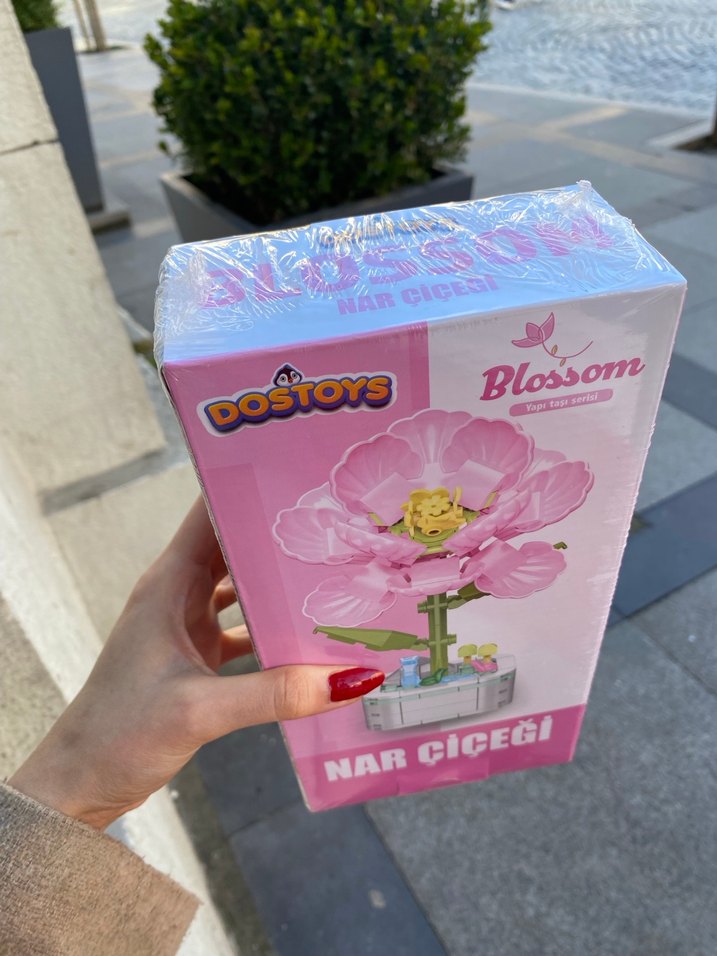 BLOSSOM
NAR ÇİÇEĞİ
DOSTOYS
Blossom
Yapı taşı serisi
NAR ÇİÇEĞİ